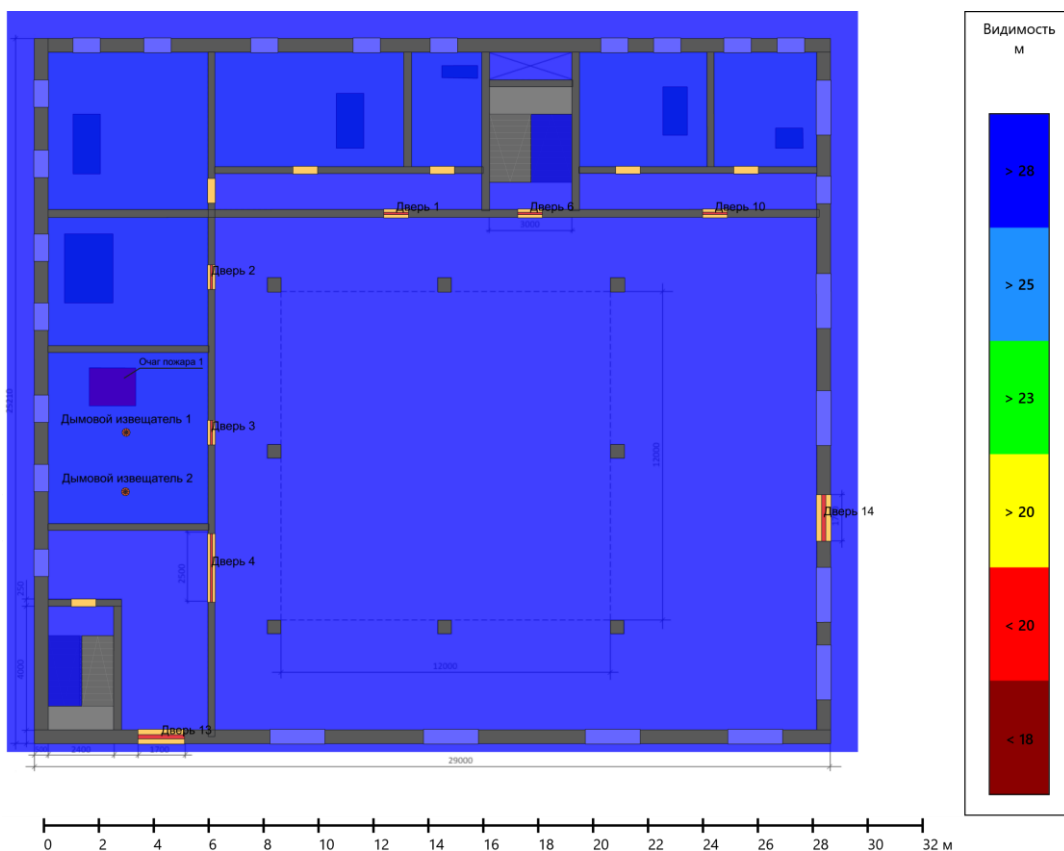 Видимость
м
> 28
> 25
> 23
> 20
< 20
< 18
Дверь 1
Дверь 6
Дверь 10
3000
Дверь 2
25210
Очаг пожара 1
Дымовой извещатель 1
Дверь 3
12000
Дымовой извещатель 2
Дверь 14
Дверь 4
2500
250
4000
12000
Дверь 13
2400
1700
29000
0 2 4 6 8 10 12 14 16 18 20 22 24 26 28 30 32 м